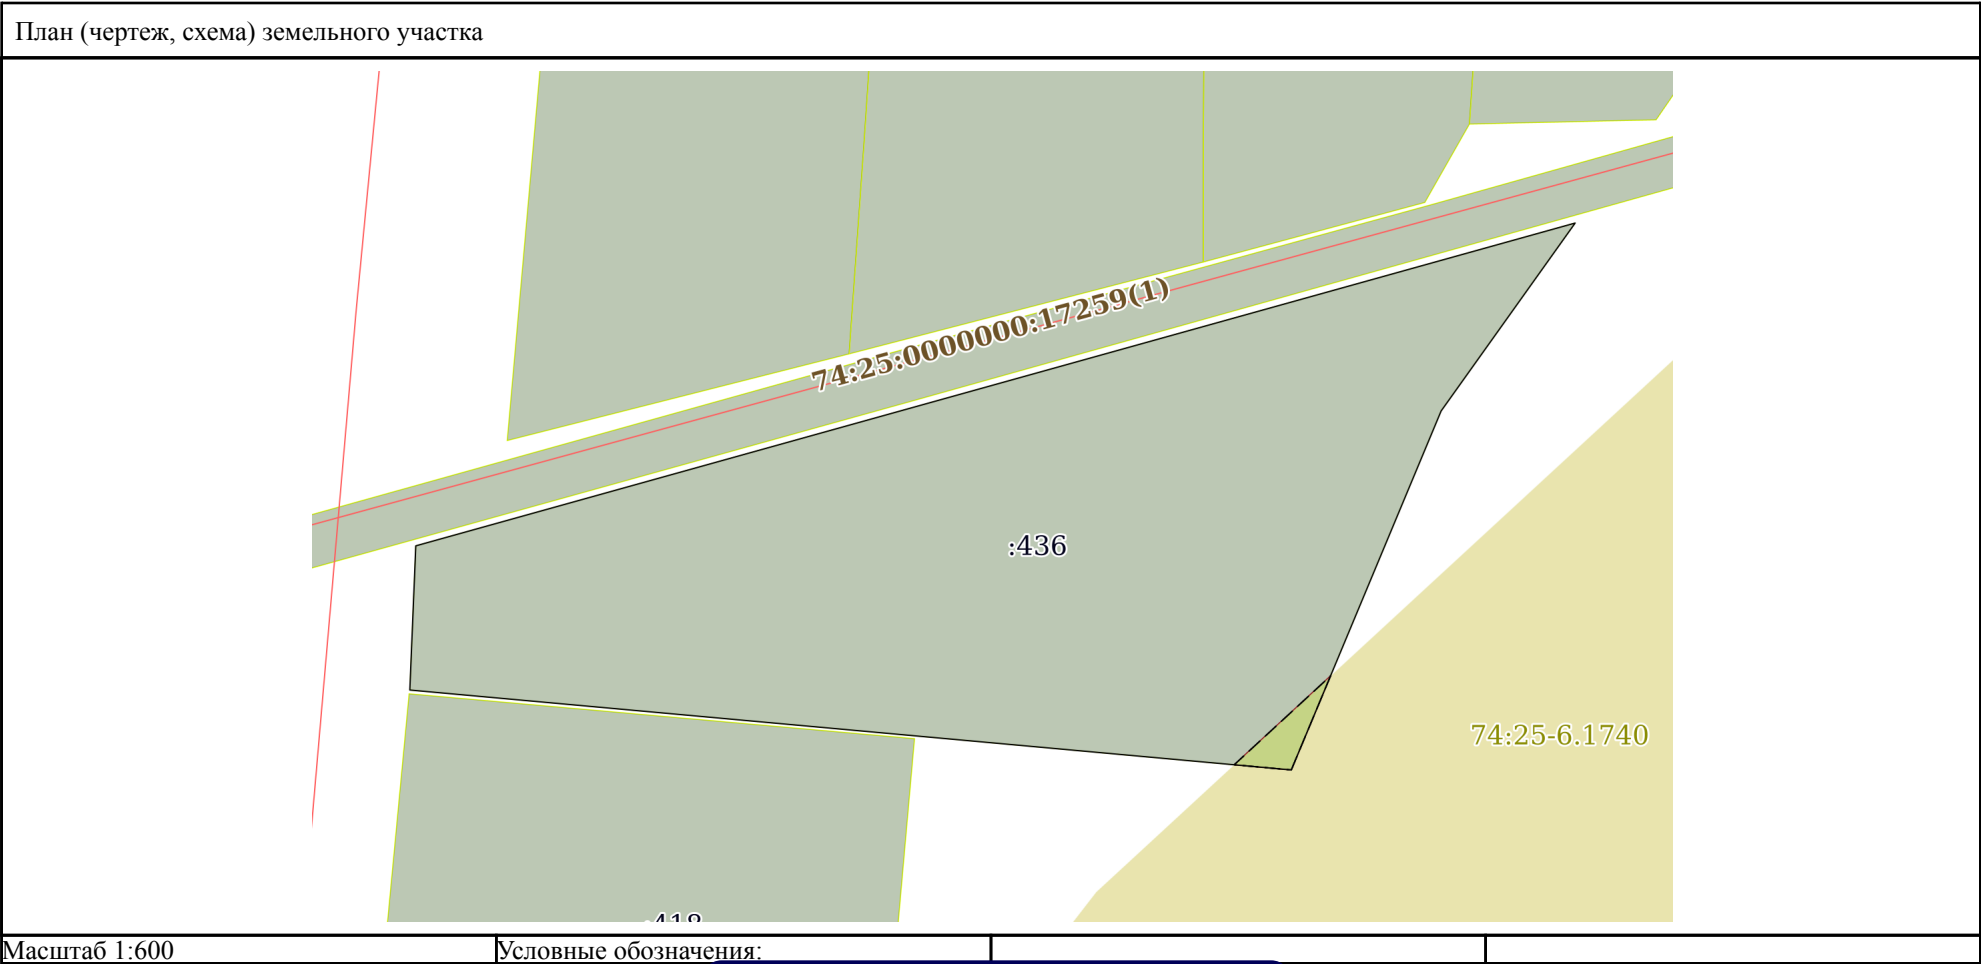 План (чертеж, схема) земельного участка
74:25:0000000:17259(1)
:436
74:25-6.1740
Масштаб 1:600
Условные обозначения: